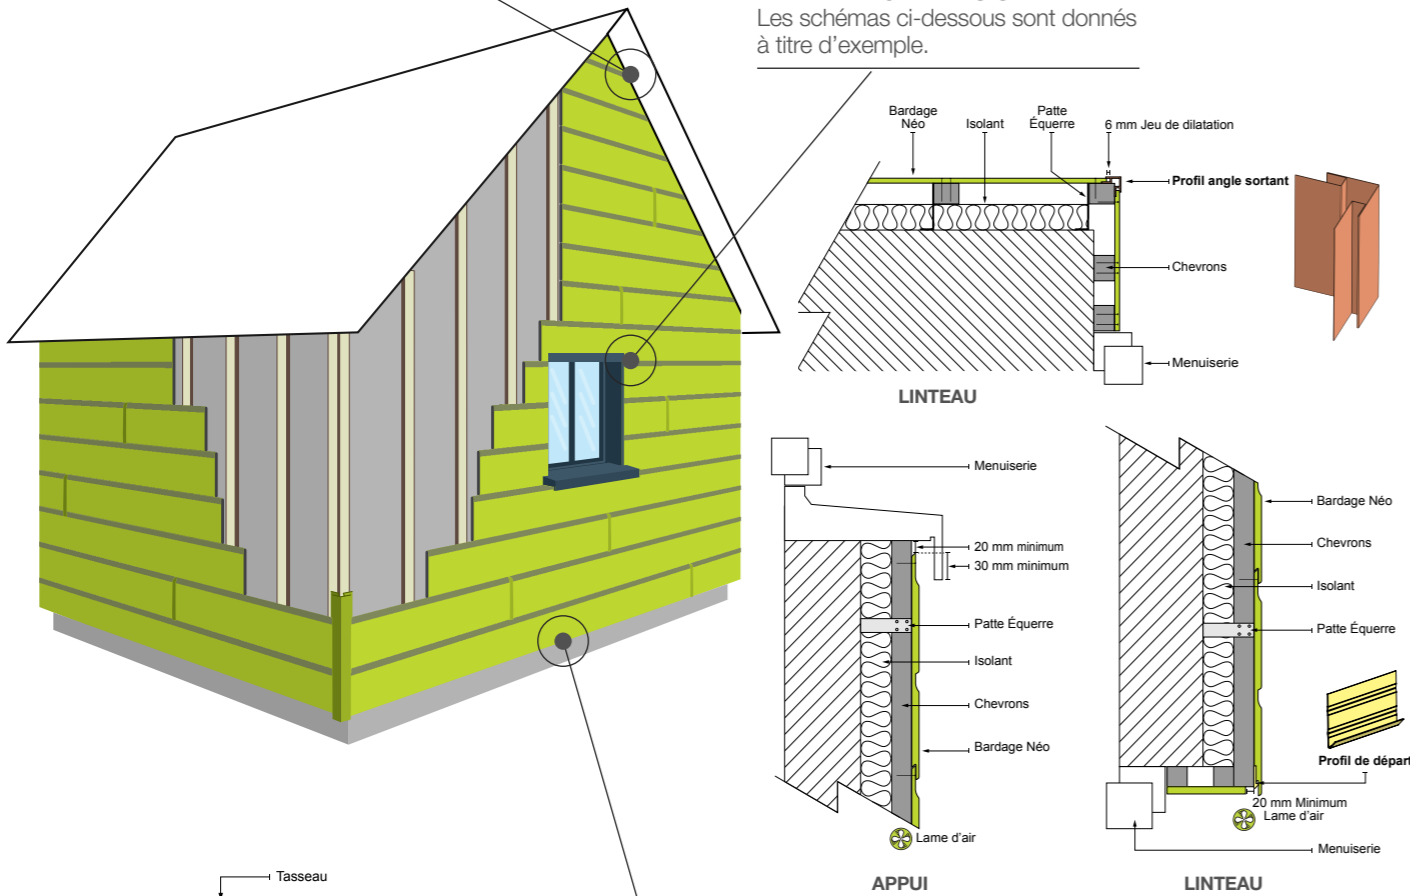 Les schémas ci-dessous sont donnés
à titre d'exemple.
Bardage
Néo
Isolant
Patte
Équerre
6 mm Jeu de dilatation
Profil angle sortant
Chevrons
Menuiserie
LINTEAU
Menuiserie
20 mm minimum
30 mm minimum
Patte Équerre
Isolant
Chevrons
Bardage Néo
Lame d'air
APPUI
Bardage Néo
Chevrons
Isolant
Patte Équerre
Profil de départ
20 mm Minimum
Lame d'air
Menuiserie
LINTEAU
Tasseau